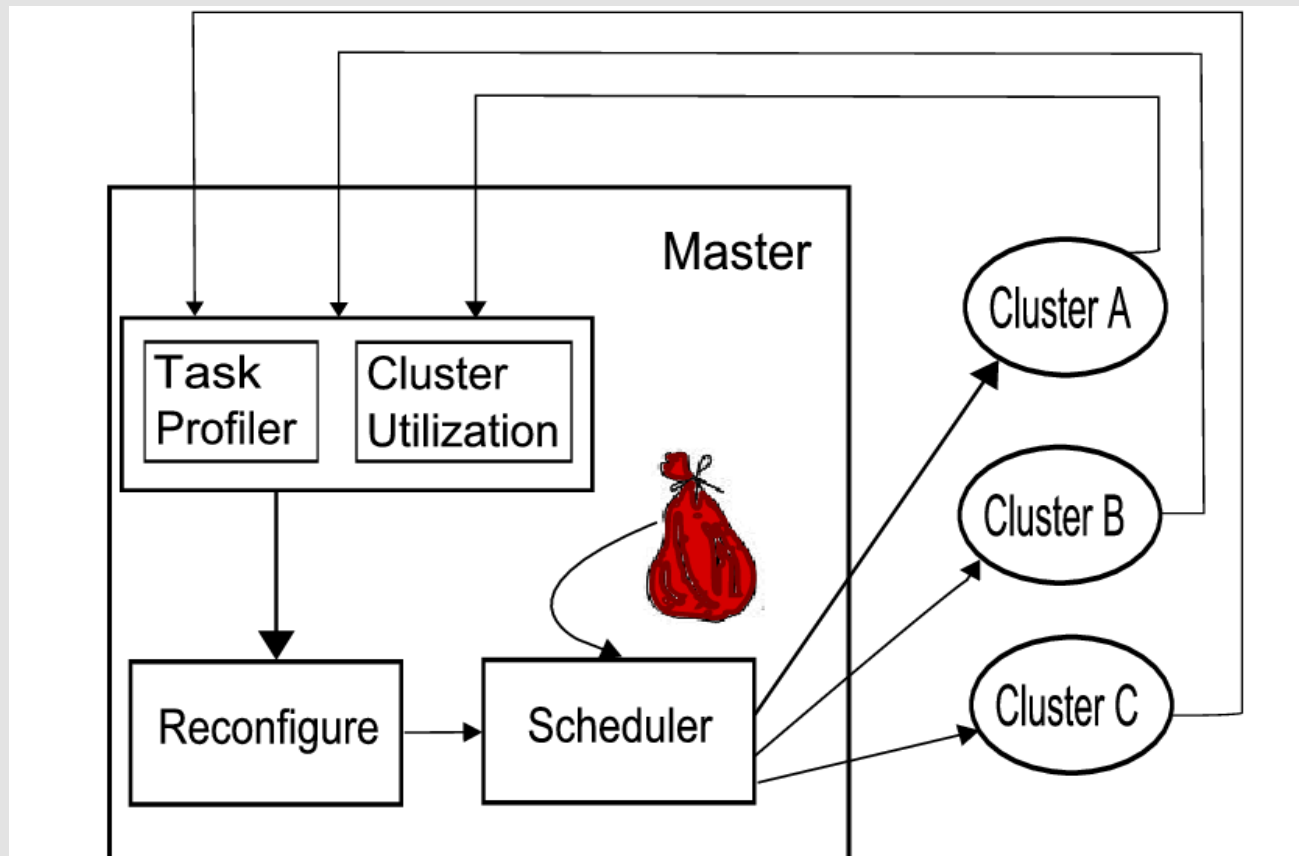 Master
Cluster A
Task
Profiler
Cluster
Utilization
Cluster B
Reconfigure
Scheduler
Cluster C